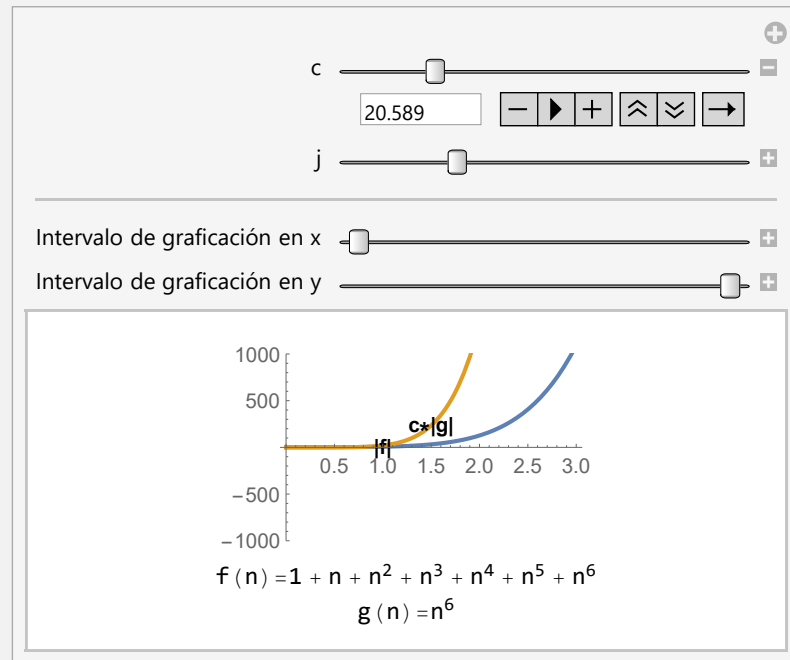 c
20.589
j
Intervalo de graficación en x
Intervalo de graficación en y
1000
500
c*|g|
|f|
0.5 1.0 1.5 2.0 2.5 3.0
−500
−1000
f(n)=1 + n + n² + n³ + n⁴ + n⁵ + n⁶
g(n)=n⁶